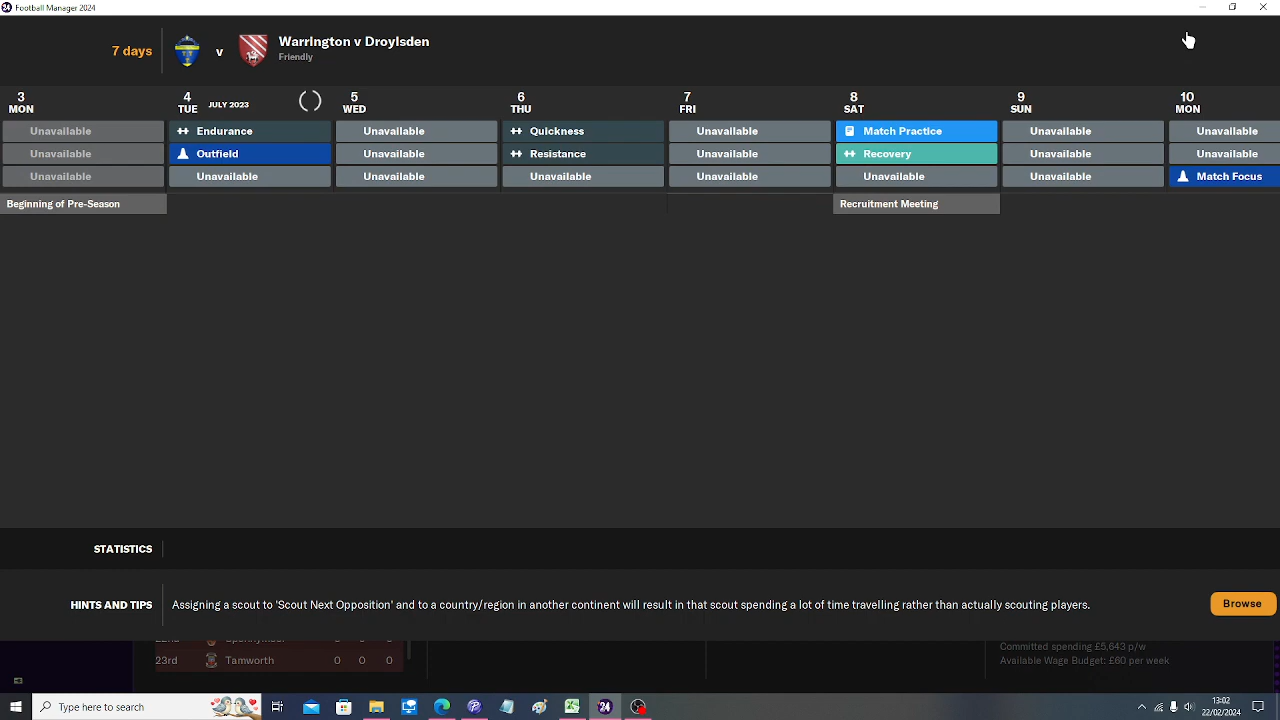 Football Manager 2024
7 days
v
Warrington v Droylsden
Friendly
3 MON
4 TUE JULY 2023
5 WED
6 THU
7 FRI
8 SAT
9 SUN
10 MON
Unavailable Endurance Unavailable Quickness Unavailable Match Practice Unavailable Unavailable
Unavailable Outfield Unavailable Resistance Unavailable Recovery Unavailable Unavailable
Unavailable Unavailable Unavailable Unavailable Unavailable Unavailable Unavailable Match Focus
Beginning of Pre-Season Recruitment Meeting
STATISTICS
HINTS AND TIPS Assigning a scout to 'Scout Next Opposition' and to a country/region in another continent will result in that scout spending a lot of time travelling rather than actually scouting players. Browse
Committed spending £5,643 p/w
23rd Tamworth 0 0 0 Available Wage Budget: £60 per week
Type here to search
24
13:02
22/02/2024